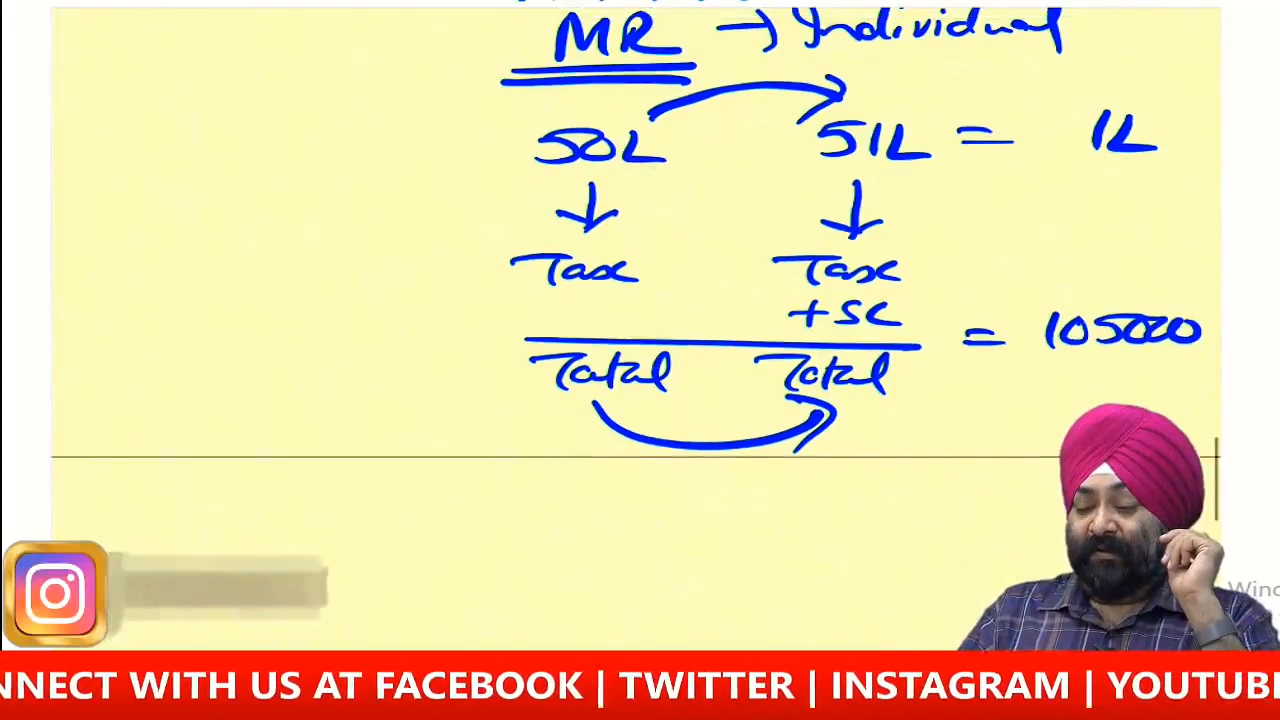 MR → Individual
50L 51L = 1L
↓ ↓
Tax Tax
+SC
= 105000
Total Total
Wind
NNECT WITH US AT FACEBOOK | TWITTER | INSTAGRAM | YOUTUBE